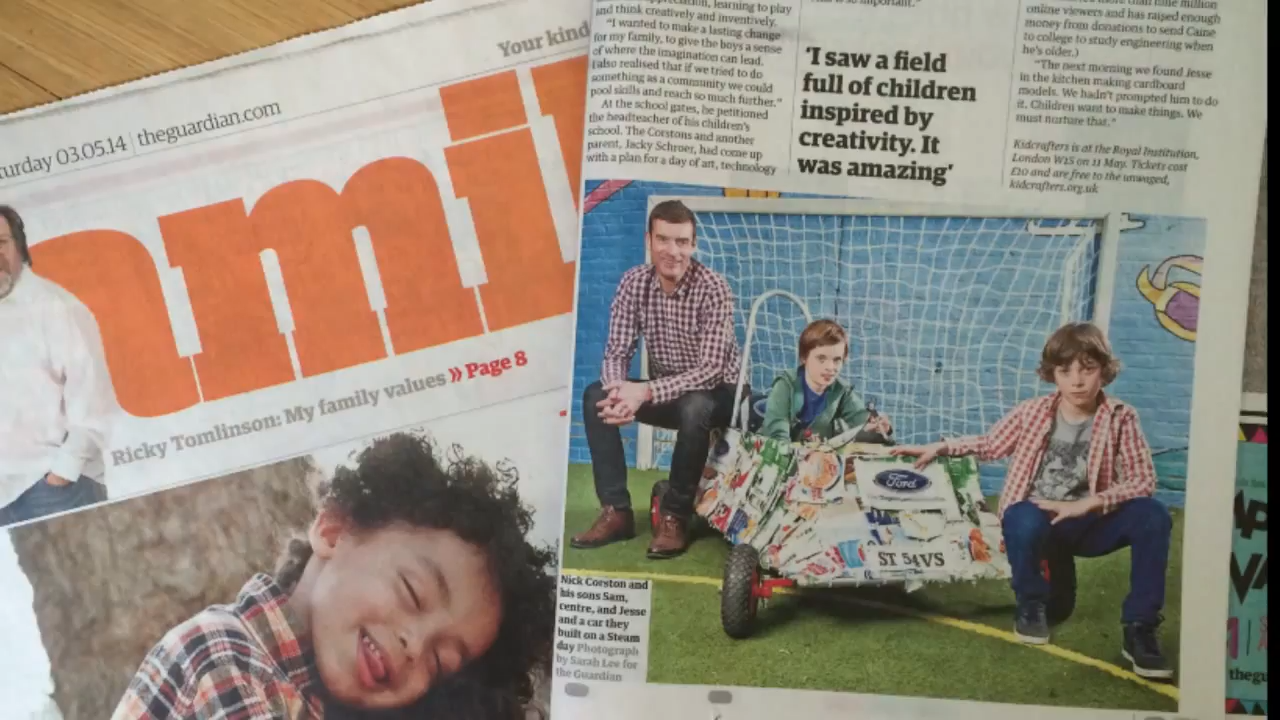 Your kind
turday 03.05.14 | theguardian.com
ami
Ricky Tomlinson: My family values » Page 8
learning to play
and think creatively and inventively.
"I wanted to make a lasting change
for my family, to give the boys a sense
of where the imagination can lead.
I also realised that if we tried to do
something as a community we could
pool skills and reach so much further."
At the school gates, he petitioned
the headteacher of his children's
school. The Corstons and another
parent, Jacky Schroer, had come up
with a plan for a day of art, technology
'I saw a field
full of children
inspired by
creativity. It
was amazing'
online viewers and has raised enough
money from donations to send Caine
to college to study engineering when
he's older.)
"The next morning we found Jesse
in the kitchen making cardboard
models. We hadn't prompted him to do
it. Children want to make things. We
must nurture that."
Kidcrafters is at the Royal Institution,
London W1S on 11 May. Tickets cost
£20 and are free to the unwaged,
kidcrafters.org.uk
Ford
ST 54VS
Nick Corston and
his sons Sam,
centre, and Jesse
and a car they
built on a Steam
day Photograph
by Sarah Lee for
the Guardian
thegu